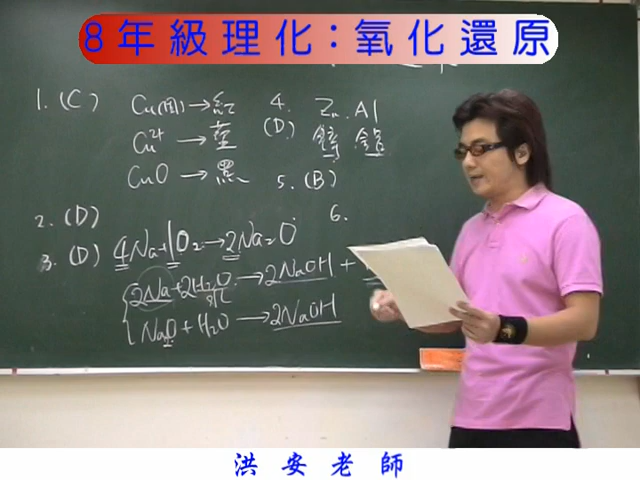 8年級理化：氧化還原
1.(C) Cu(固)→紅
Cu²⁺→藍
CuO→黑
2.(D)
3.(D) 4Na+1O₂→2Na₂O
2Na+2H₂O→2NaOH+
NaO+H₂O→2NaOH
4. Zn. Al
(D) 鋅 鋁
5.(B)
6.
洪安老師